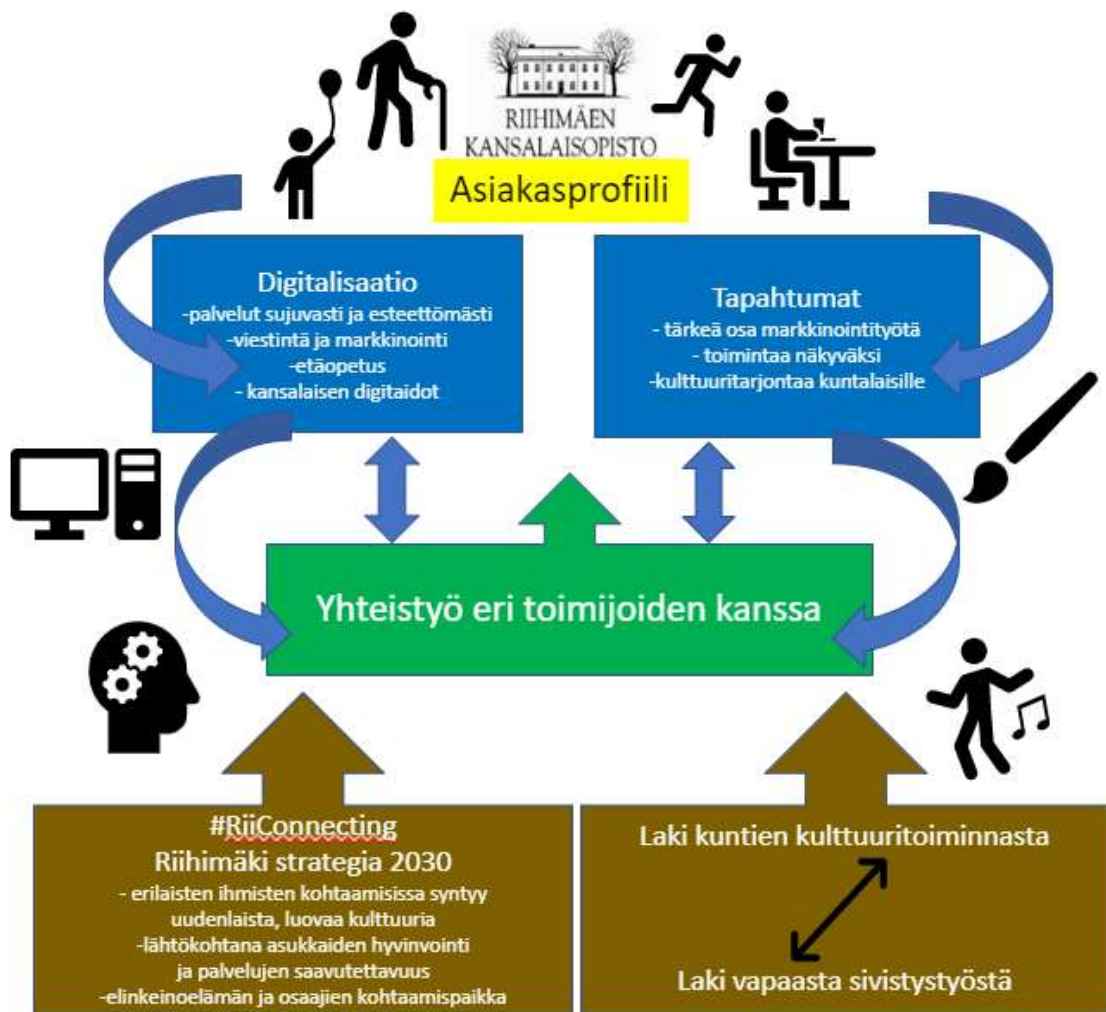 RIIHIMÄEN
KANSALAISOPISTO
Asiakasprofiili
Digitalisaatio
-palvelut sujuvasti ja esteettömästi
-viestintä ja markkinointi
-etäopetus
- kansalaisen digitaidot
Tapahtumat
- tärkeä osa markkinointityötä
- toimintaa näkyväksi
-kulttuuritarjontaa kuntalaisille
Yhteistyö eri toimijoiden kanssa
#RiiConnecting
Riihimäki strategia 2030
- erilaisten ihmisten kohtaamisissa syntyy
uudenlaista, luovaa kulttuuria
-lähtökohtana asukkaiden hyvinvointi
ja palvelujen saavutettavuus
-elinkeinoelämän ja osaajien kohtaamispaikka
Laki kuntien kulttuuritoiminnasta
Laki vapaasta sivistystyöstä